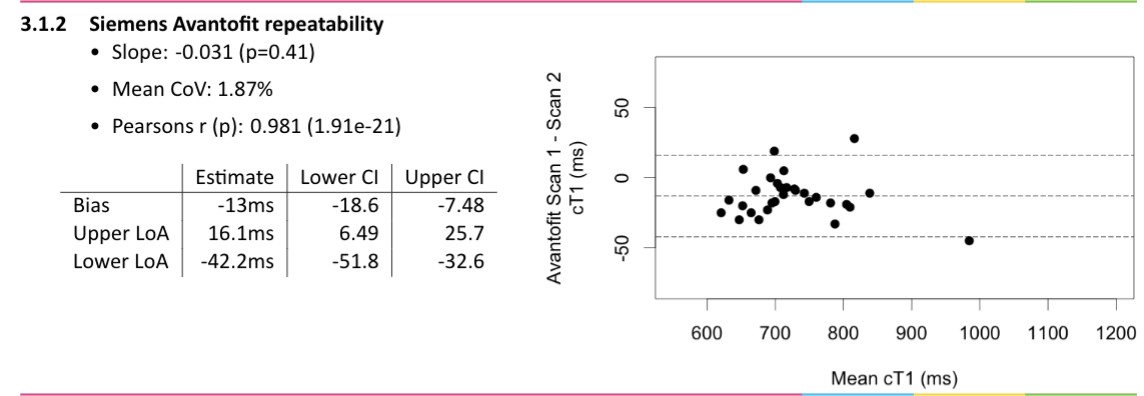 3.1.2 Siemens Avantofit repeatability
• Slope: -0.031 (p=0.41)
• Mean CoV: 1.87%
• Pearsons r (p): 0.981 (1.91e-21)
Estimate Lower CI Upper CI
Bias -13ms -18.6 -7.48
Upper LoA 16.1ms 6.49 25.7
Lower LoA -42.2ms -51.8 -32.6
Avantofit Scan 1 - Scan 2
cT1 (ms)
50
0
-50
600 700 800 900 1000 1100 1200
Mean cT1 (ms)